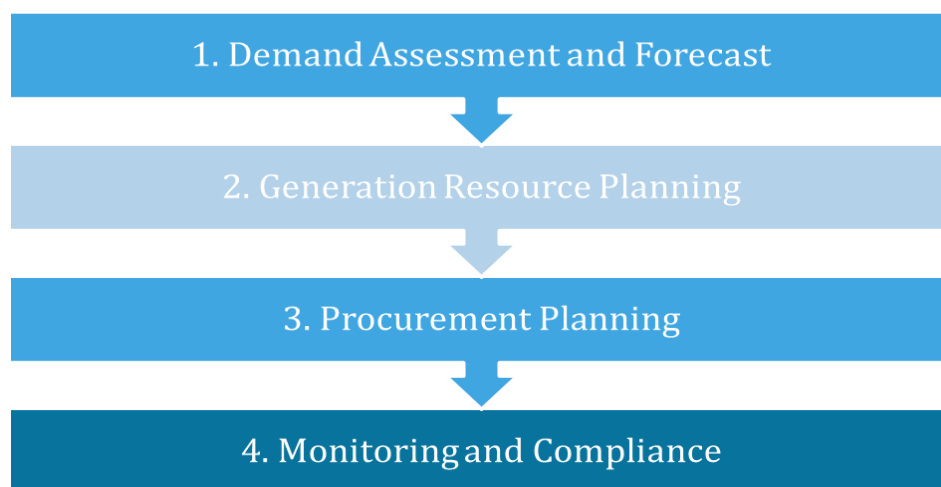 1. Demand Assessment and Forecast
2. Generation Resource Planning
3. Procurement Planning
4. Monitoring and Compliance